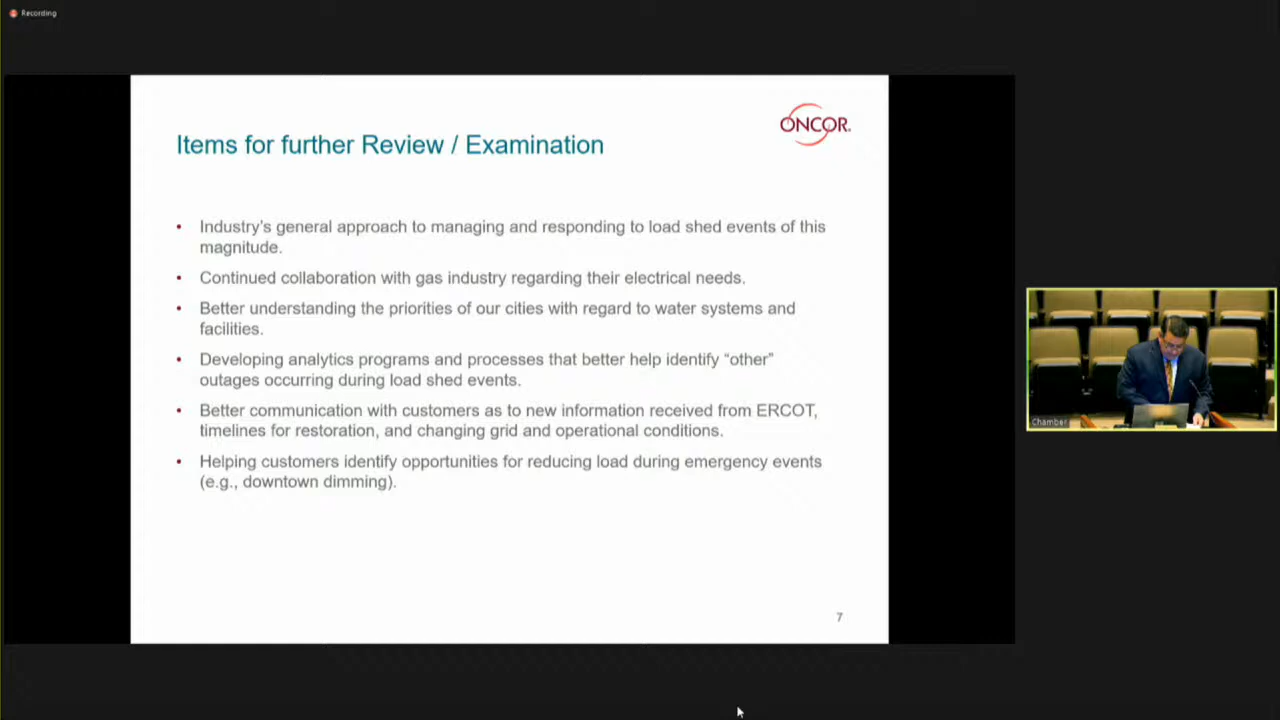 Recording
ONCOR.
Items for further Review / Examination
• Industry's general approach to managing and responding to load shed events of this
magnitude.
• Continued collaboration with gas industry regarding their electrical needs.
• Better understanding the priorities of our cities with regard to water systems and
facilities.
• Developing analytics programs and processes that better help identify “other”
outages occurring during load shed events.
• Better communication with customers as to new information received from ERCOT,
timelines for restoration, and changing grid and operational conditions.
• Helping customers identify opportunities for reducing load during emergency events
(e.g., downtown dimming).
7
Chamber